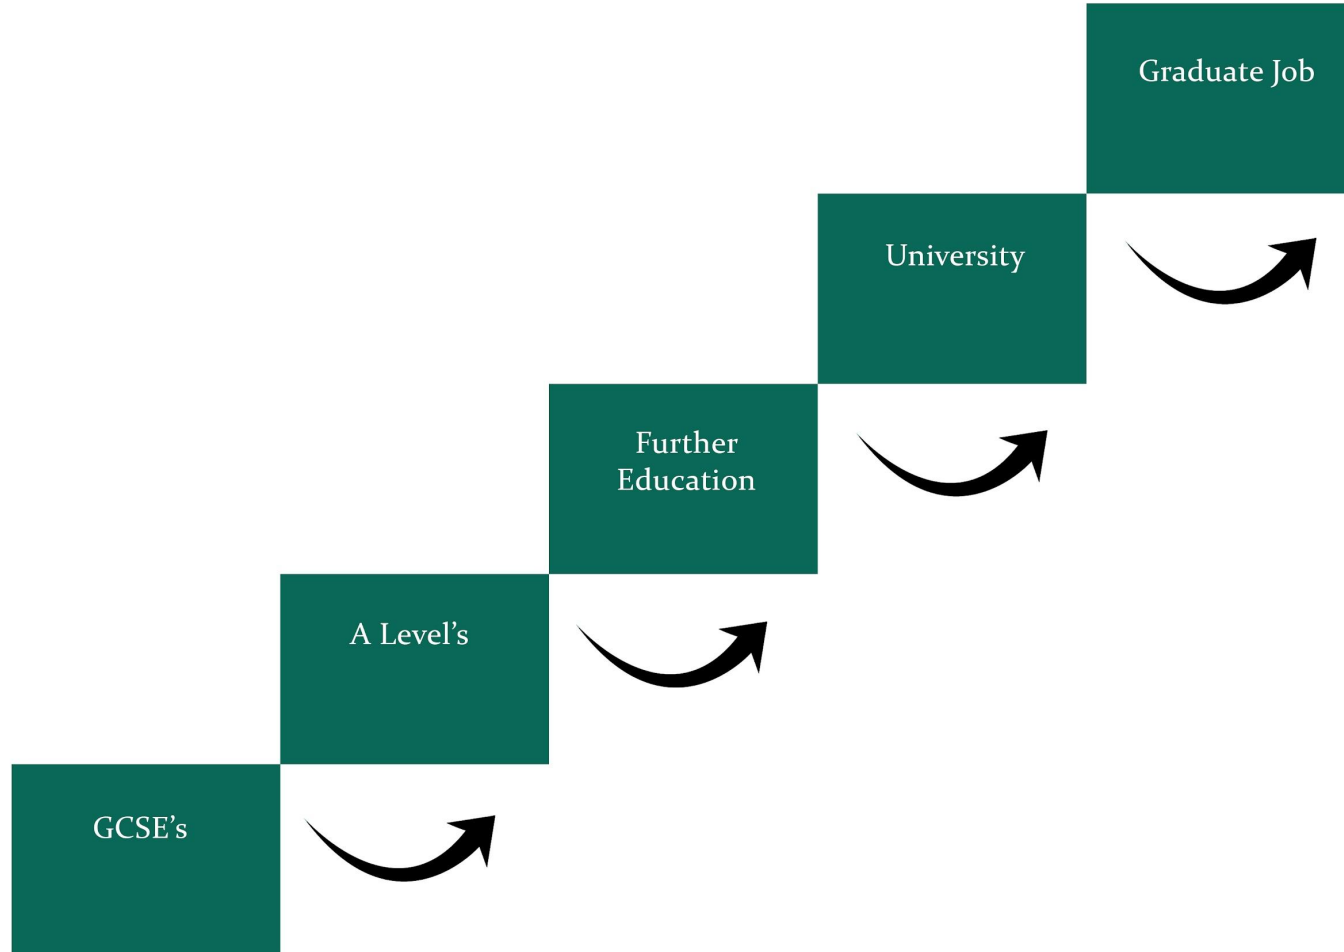 Graduate Job
University
Further
Education
A Level’s
GCSE’s